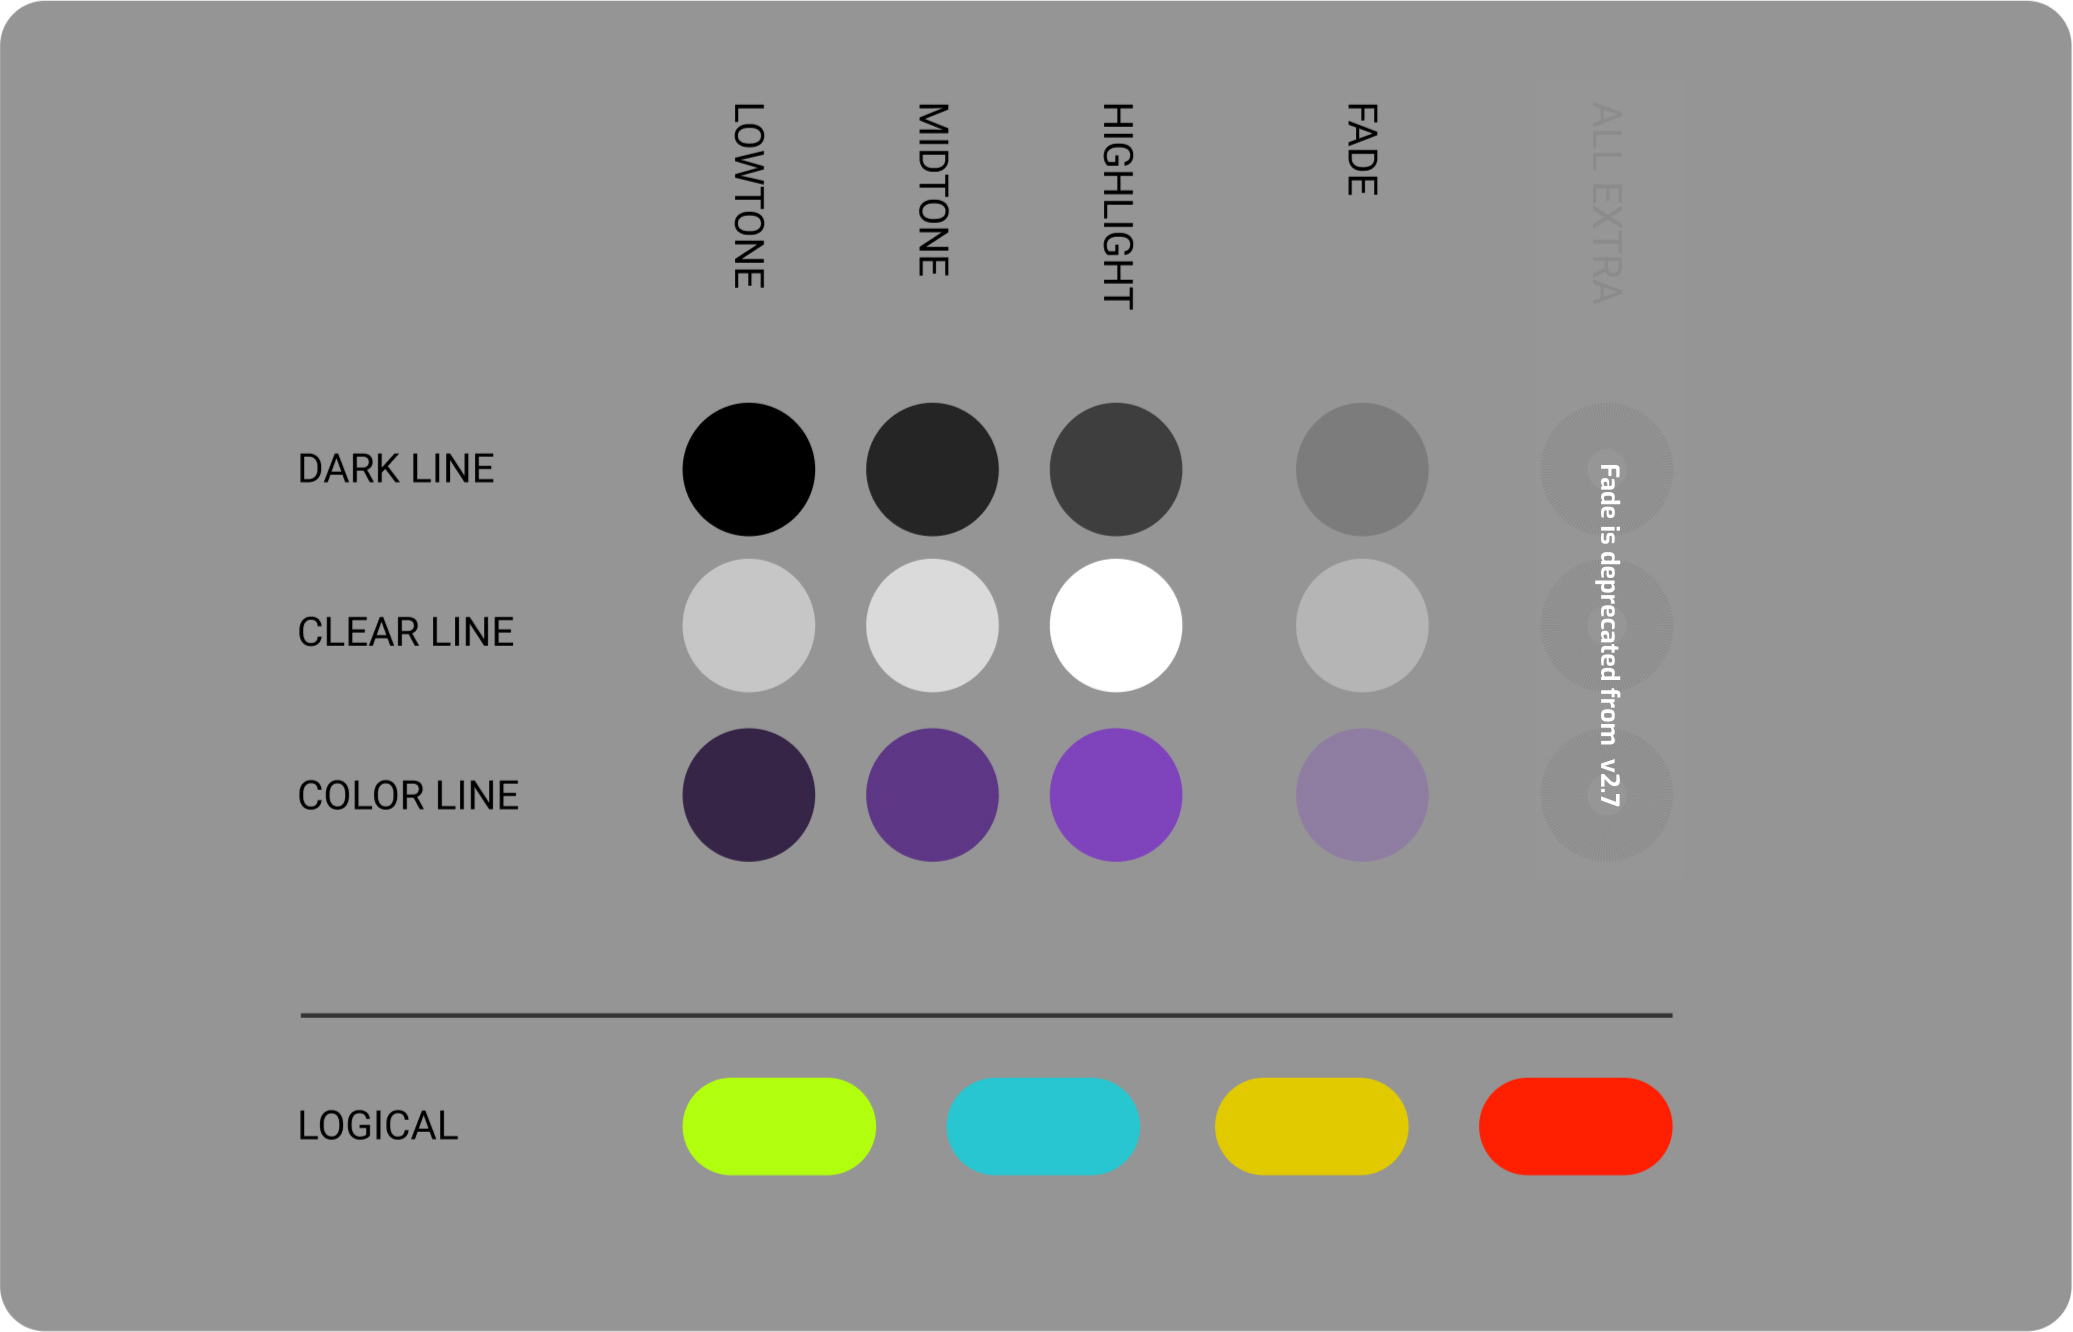 LOWTONE
MIDTONE
HIGHLIGHT
FADE
ALL EXTRA
DARK LINE
CLEAR LINE
COLOR LINE
Fade is deprecated from v2.7
LOGICAL